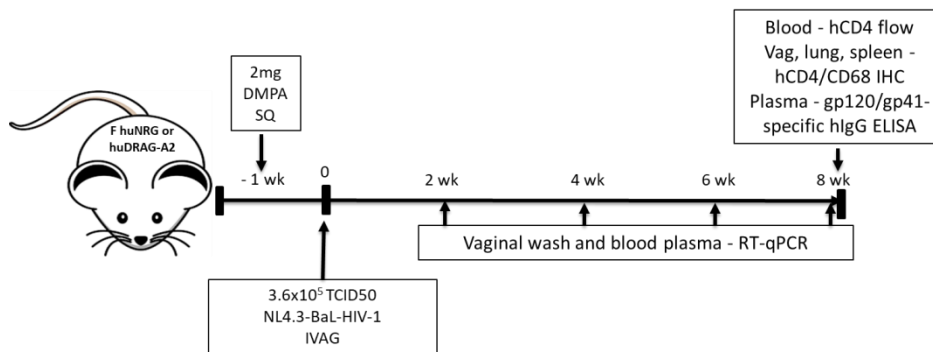 F huNRG or
huDRAG-A2
2mg
DMPA
SQ
Blood - hCD4 flow
Vag, lung, spleen -
hCD4/CD68 IHC
Plasma - gp120/gp41-
specific hIgG ELISA
- 1 wk
0
2 wk
4 wk
6 wk
8 wk
Vaginal wash and blood plasma - RT-qPCR
3.6x10⁵ TCID50
NL4.3-BaL-HIV-1
IVAG